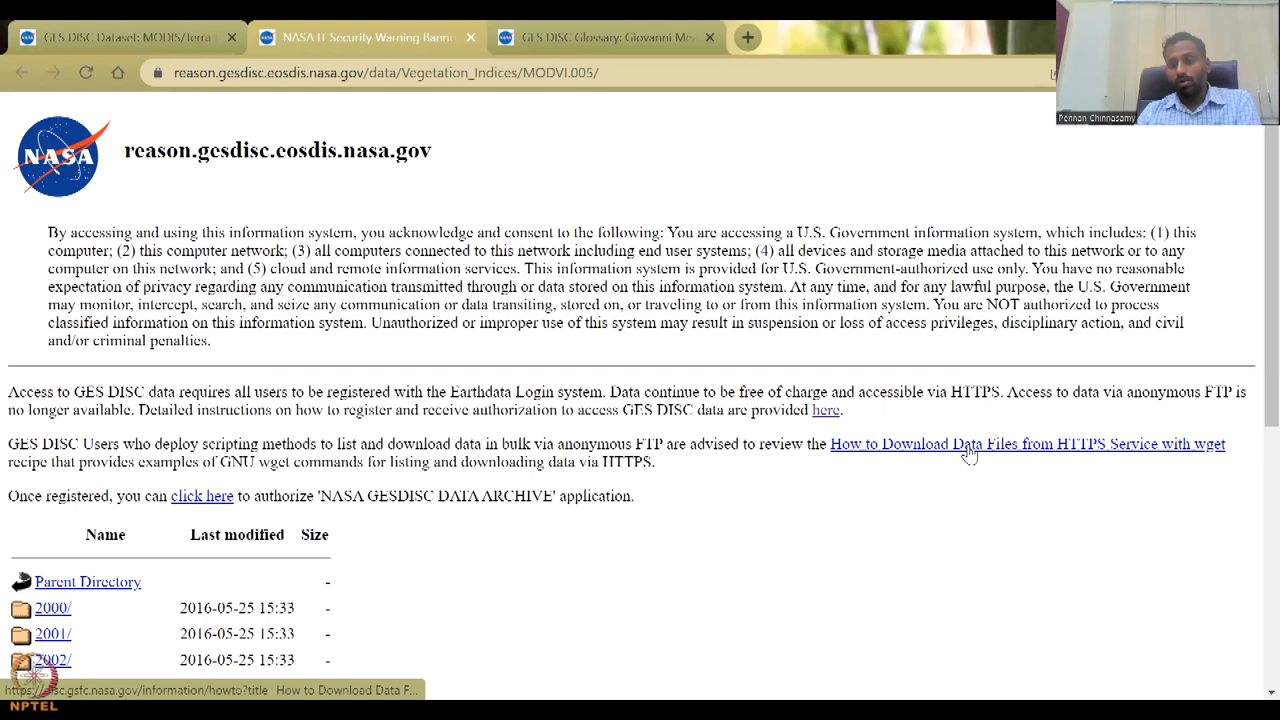 GES DISC Dataset: MODIS/Terra
NASA IT Security Warning Bann
GES DISC Glossary: Giovanni Me
reason.gesdisc.eosdis.nasa.gov/data/Vegetation_Indices/MODVI.005/
Pennan Chinnasamy
NASA
reason.gesdisc.eosdis.nasa.gov
By accessing and using this information system, you acknowledge and consent to the following: You are accessing a U.S. Government information system, which includes: (1) this
computer; (2) this computer network; (3) all computers connected to this network including end user systems; (4) all devices and storage media attached to this network or to any
computer on this network; and (5) cloud and remote information services. This information system is provided for U.S. Government-authorized use only. You have no reasonable
expectation of privacy regarding any communication transmitted through or data stored on this information system. At any time, and for any lawful purpose, the U.S. Government
may monitor, intercept, search, and seize any communication or data transiting, stored on, or traveling to or from this information system. You are NOT authorized to process
classified information on this information system. Unauthorized or improper use of this system may result in suspension or loss of access privileges, disciplinary action, and civil
and/or criminal penalties.
Access to GES DISC data requires all users to be registered with the Earthdata Login system. Data continue to be free of charge and accessible via HTTPS. Access to data via anonymous FTP is
no longer available. Detailed instructions on how to register and receive authorization to access GES DISC data are provided here.
GES DISC Users who deploy scripting methods to list and download data in bulk via anonymous FTP are advised to review the How to Download Data Files from HTTPS Service with wget
recipe that provides examples of GNU wget commands for listing and downloading data via HTTPS.
Once registered, you can click here to authorize 'NASA GESDISC DATA ARCHIVE' application.
Name Last modified Size
Parent Directory -
2000/ 2016-05-25 15:33 -
2001/ 2016-05-25 15:33 -
2002/ 2016-05-25 15:33 -
https://disc.gsfc.nasa.gov/information/howto?title How to Download Data F...
NPTEL